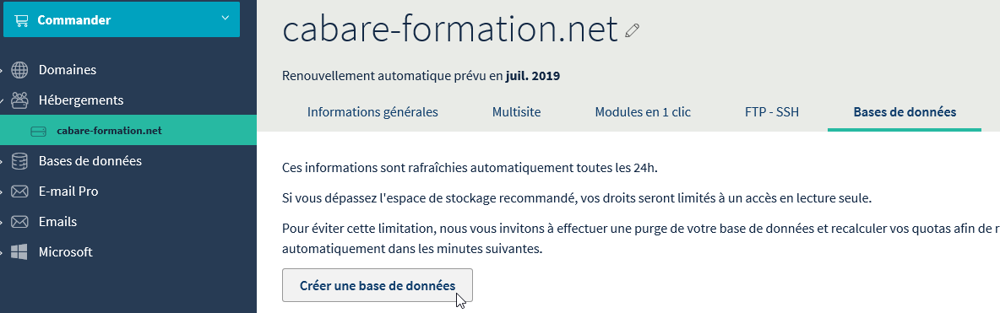 Commander
Domaines
Hébergements
cabare-formation.net
Bases de données
E-mail Pro
Emails
Microsoft
cabare-formation.net
Renouvellement automatique prévu en juil. 2019
Informations générales Multisite Modules en 1 clic FTP - SSH Bases de données
Ces informations sont rafraîchies automatiquement toutes les 24h.
Si vous dépassez l'espace de stockage recommandé, vos droits seront limités à un accès en lecture seule.
Pour éviter cette limitation, nous vous invitons à effectuer une purge de votre base de données et recalculer vos quotas afin de r
automatiquement dans les minutes suivantes.
Créer une base de données